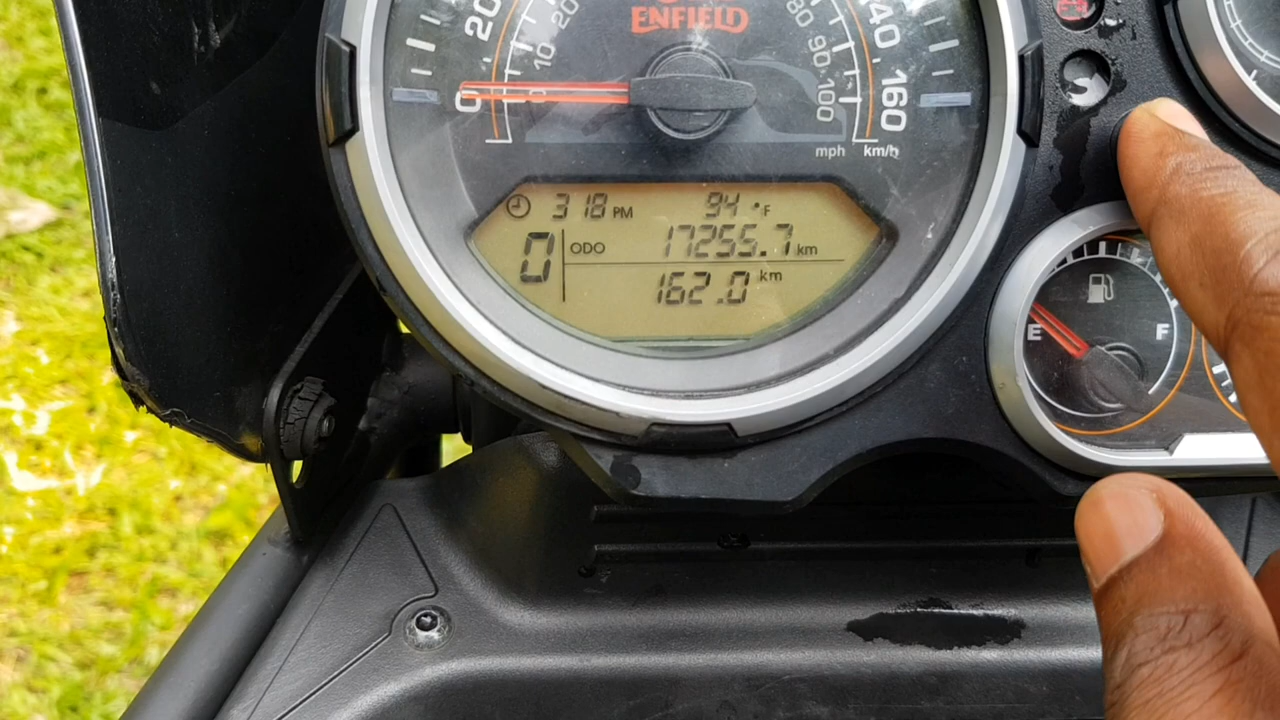 ENFIELD
20 20 80 140
10 90
0 0 100 160
mph km/h
3 18 PM 94 °F
0 ODO 17255.7 km
162.0 km
E F